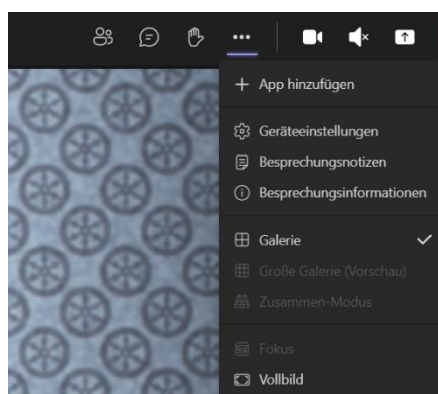 App hinzufügen
Geräteeinstellungen
Besprechungsnotizen
Besprechungsinformationen
Galerie
Große Galerie (Vorschau)
Zusammen-Modus
Fokus
Vollbild